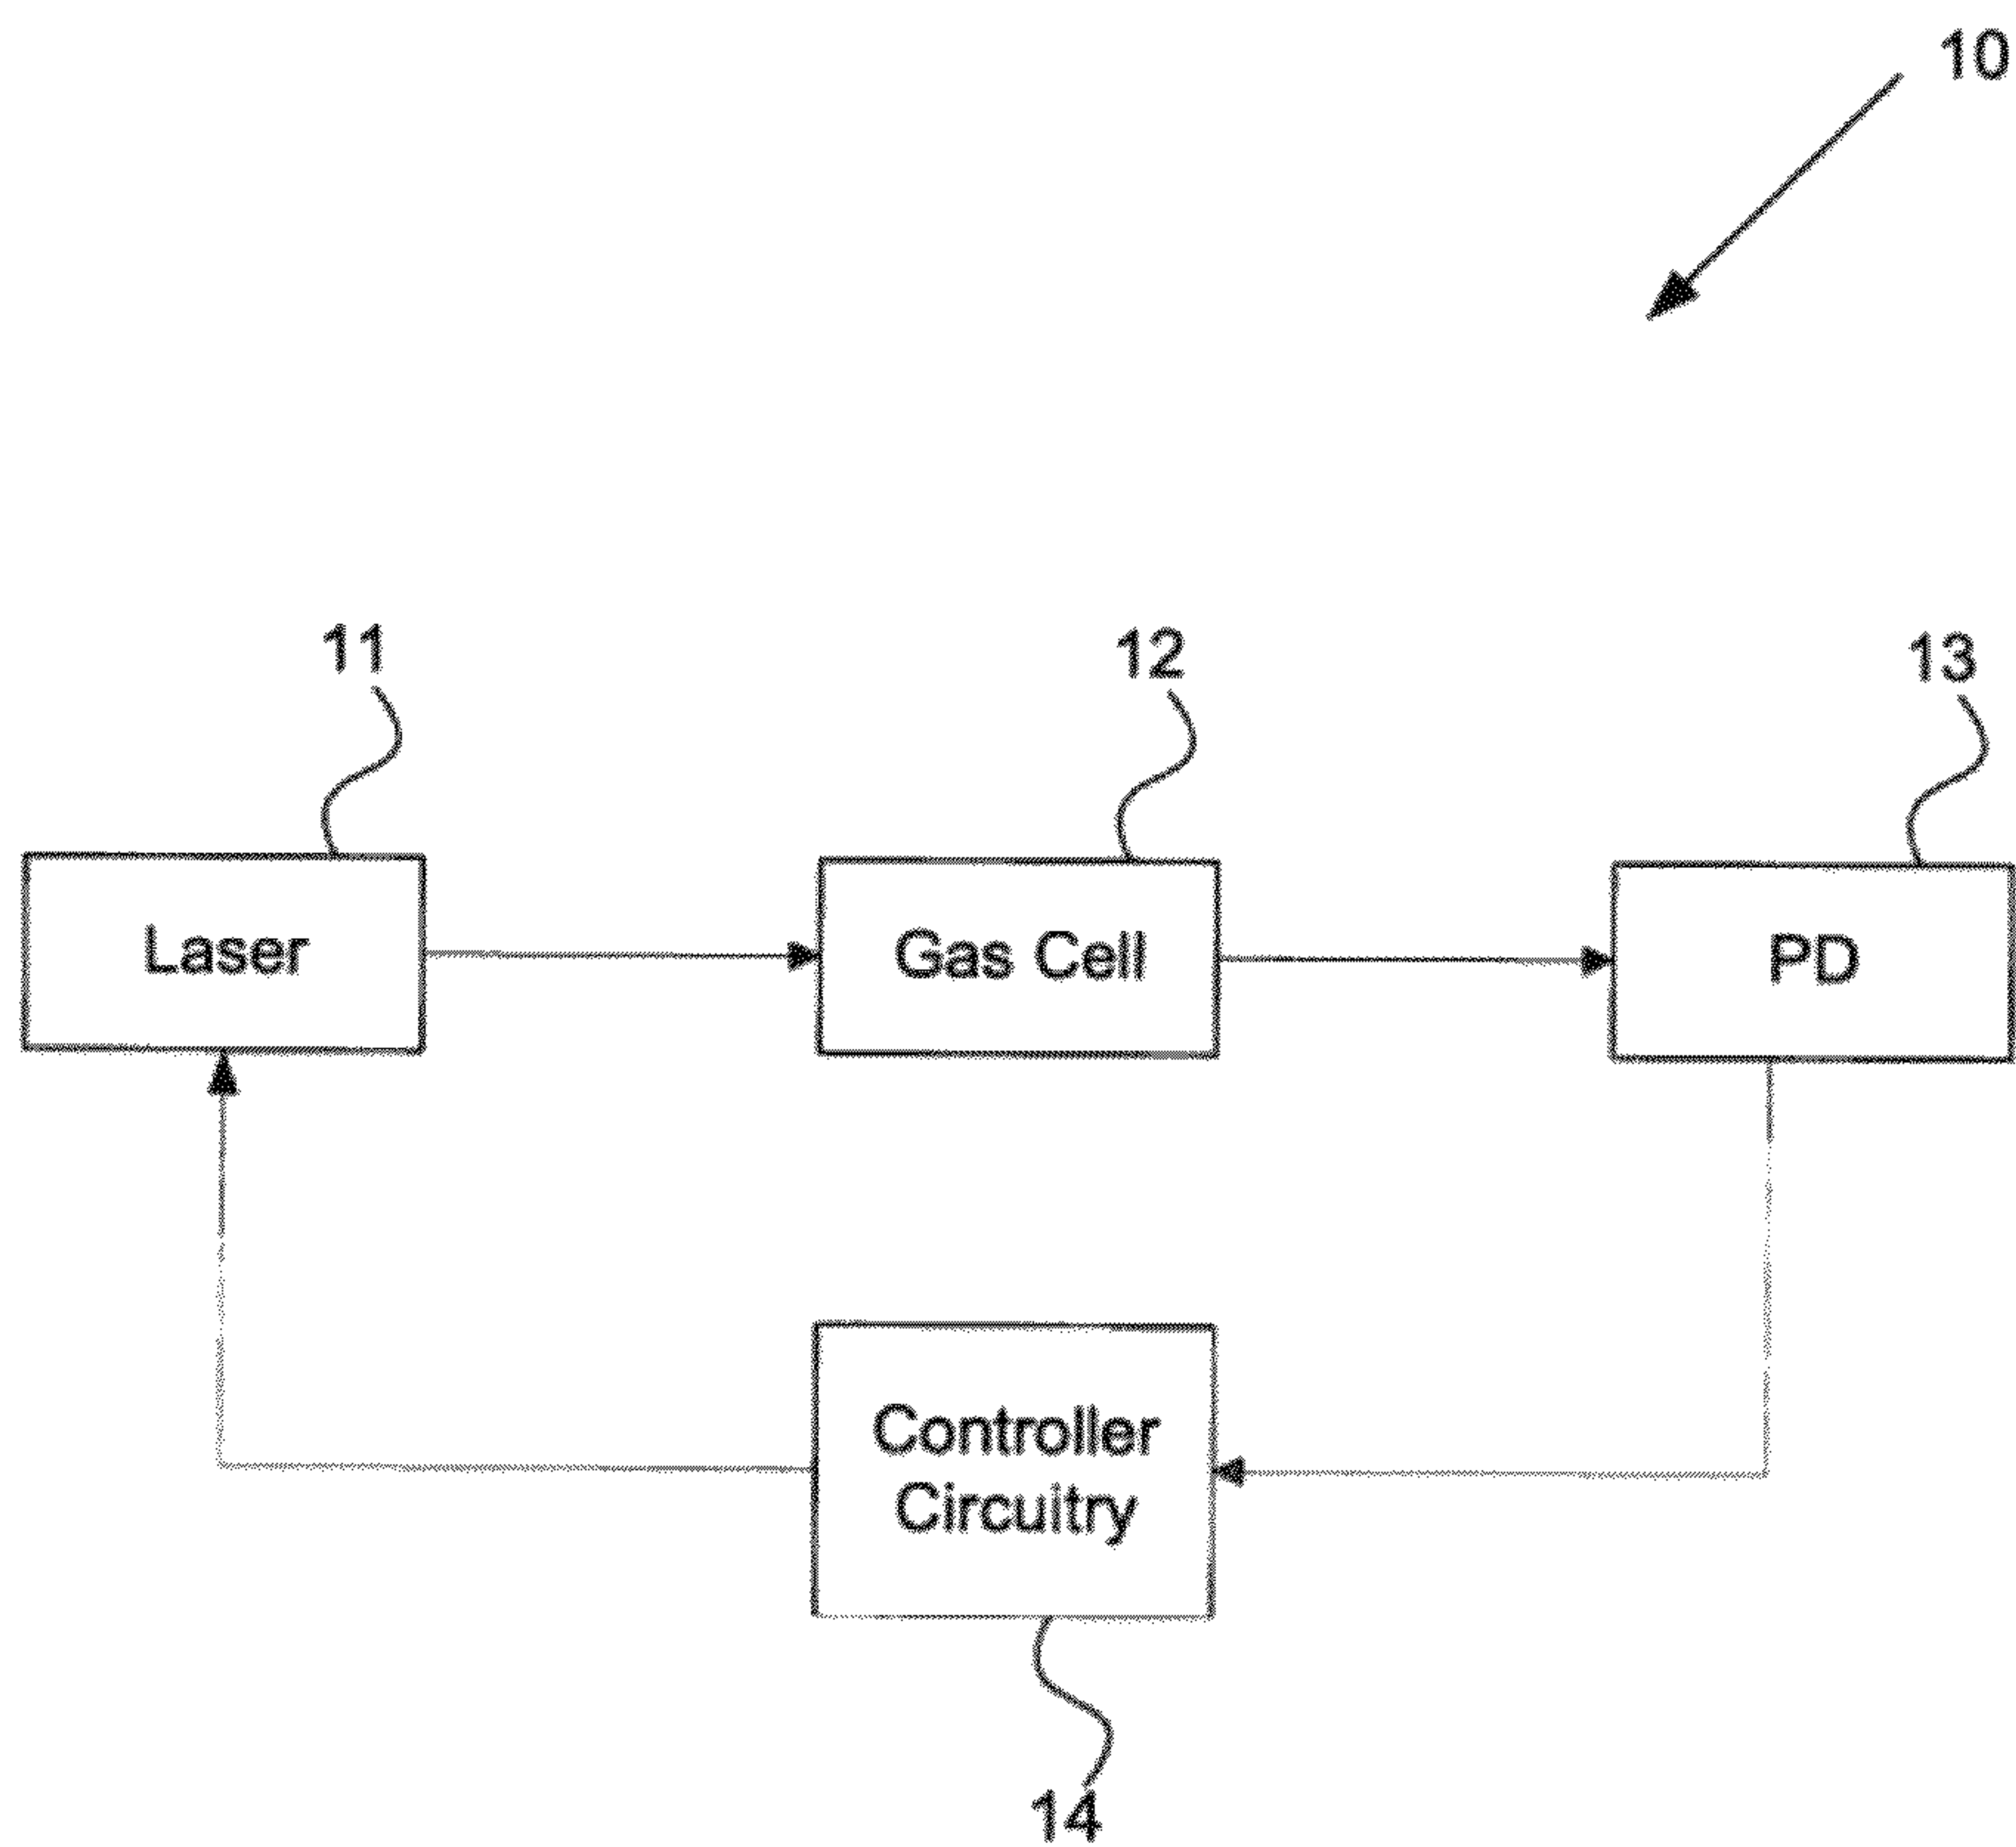 10
11
12
13
Laser
Gas Cell
PD
Controller
Circuitry
14